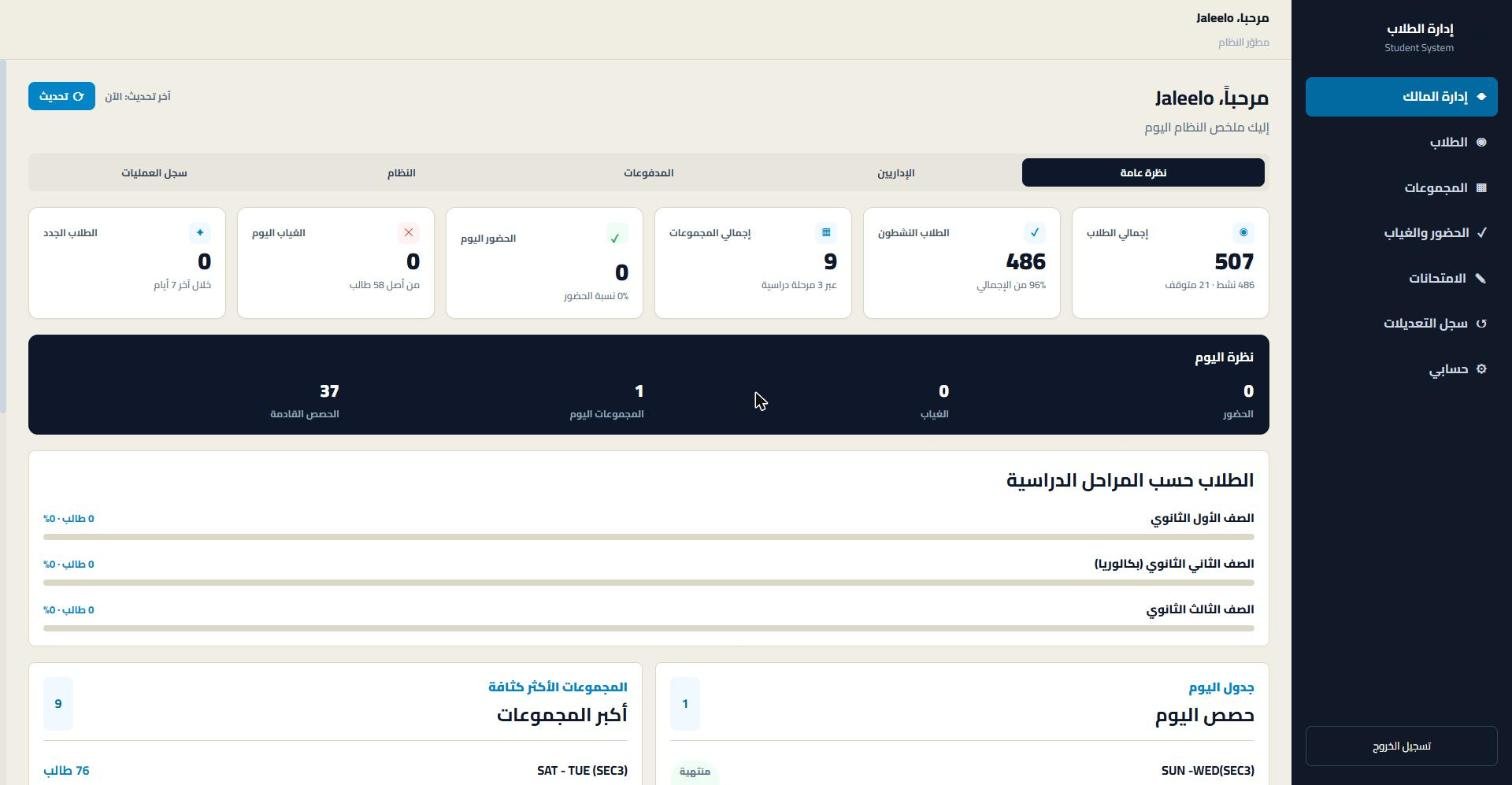 إدارة الطلاب
Student System
إدارة المالك
الطلاب
المجموعات
الحضور والغياب
الامتحانات
سجل التعديلات
حسابي
تسجيل الخروج
مرحبا، Jaleelo
مطوّر النظام
مرحباً، Jaleelo
إليك ملخص النظام اليوم
آخر تحديث: الآن
تحديث
نظرة عامة
الإداريين
المدفوعات
النظام
سجل العمليات
إجمالي الطلاب
507
486 نشط · 21 متوقف
الطلاب النشطون
486
96% من الإجمالي
إجمالي المجموعات
9
عبر 3 مرحلة دراسية
الحضور اليوم
0
0% نسبة الحضور
الغياب اليوم
0
من أصل 58 طالب
الطلاب الجدد
0
خلال آخر 7 أيام
نظرة اليوم
0
الحضور
0
الغياب
1
المجموعات اليوم
37
الحصص القادمة
الطلاب حسب المراحل الدراسية
الصف الأول الثانوي
0 طالب · 0%
الصف الثاني الثانوي (بكالوريا)
0 طالب · 0%
الصف الثالث الثانوي
0 طالب · 0%
جدول اليوم
حصص اليوم
1
SUN -WED(SEC3)
منتهية
المجموعات الأكثر كثافة
أكبر المجموعات
9
SAT - TUE (SEC3)
76 طالب